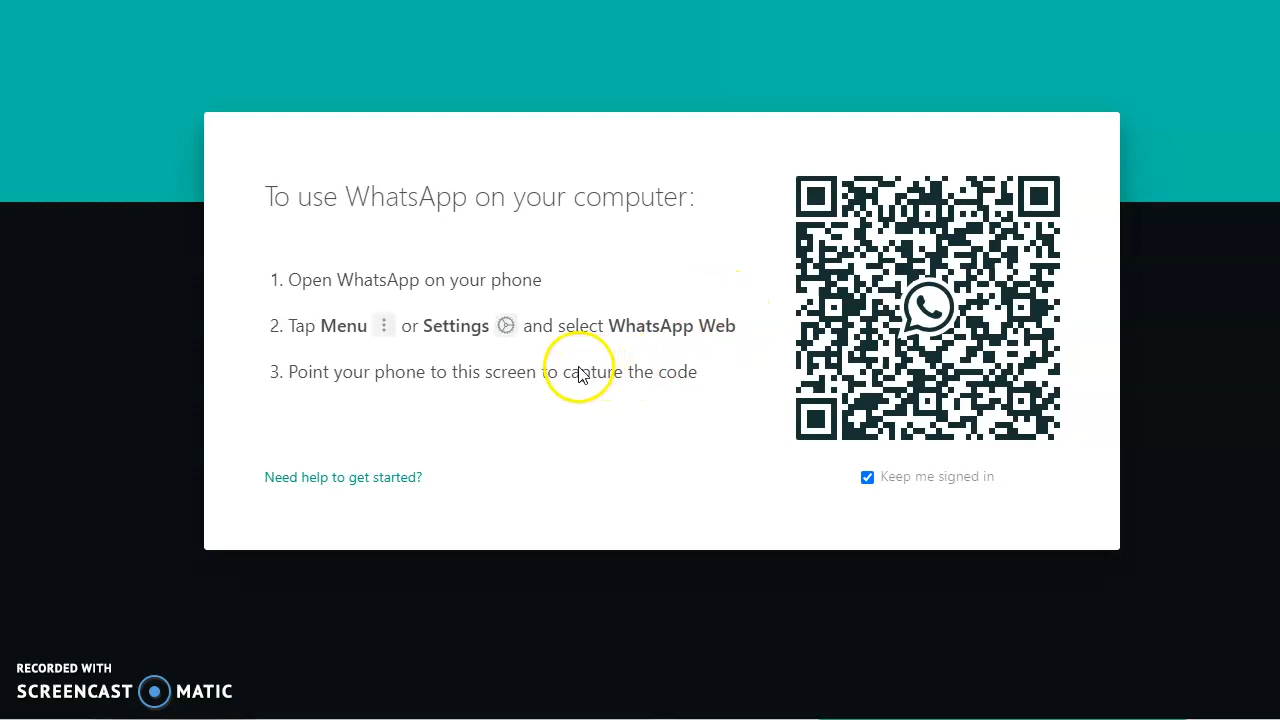 To use WhatsApp on your computer:
1. Open WhatsApp on your phone
2. Tap Menu or Settings and select WhatsApp Web
3. Point your phone to this screen to capture the code
Need help to get started?
Keep me signed in
RECORDED WITH
SCREENCAST MATIC